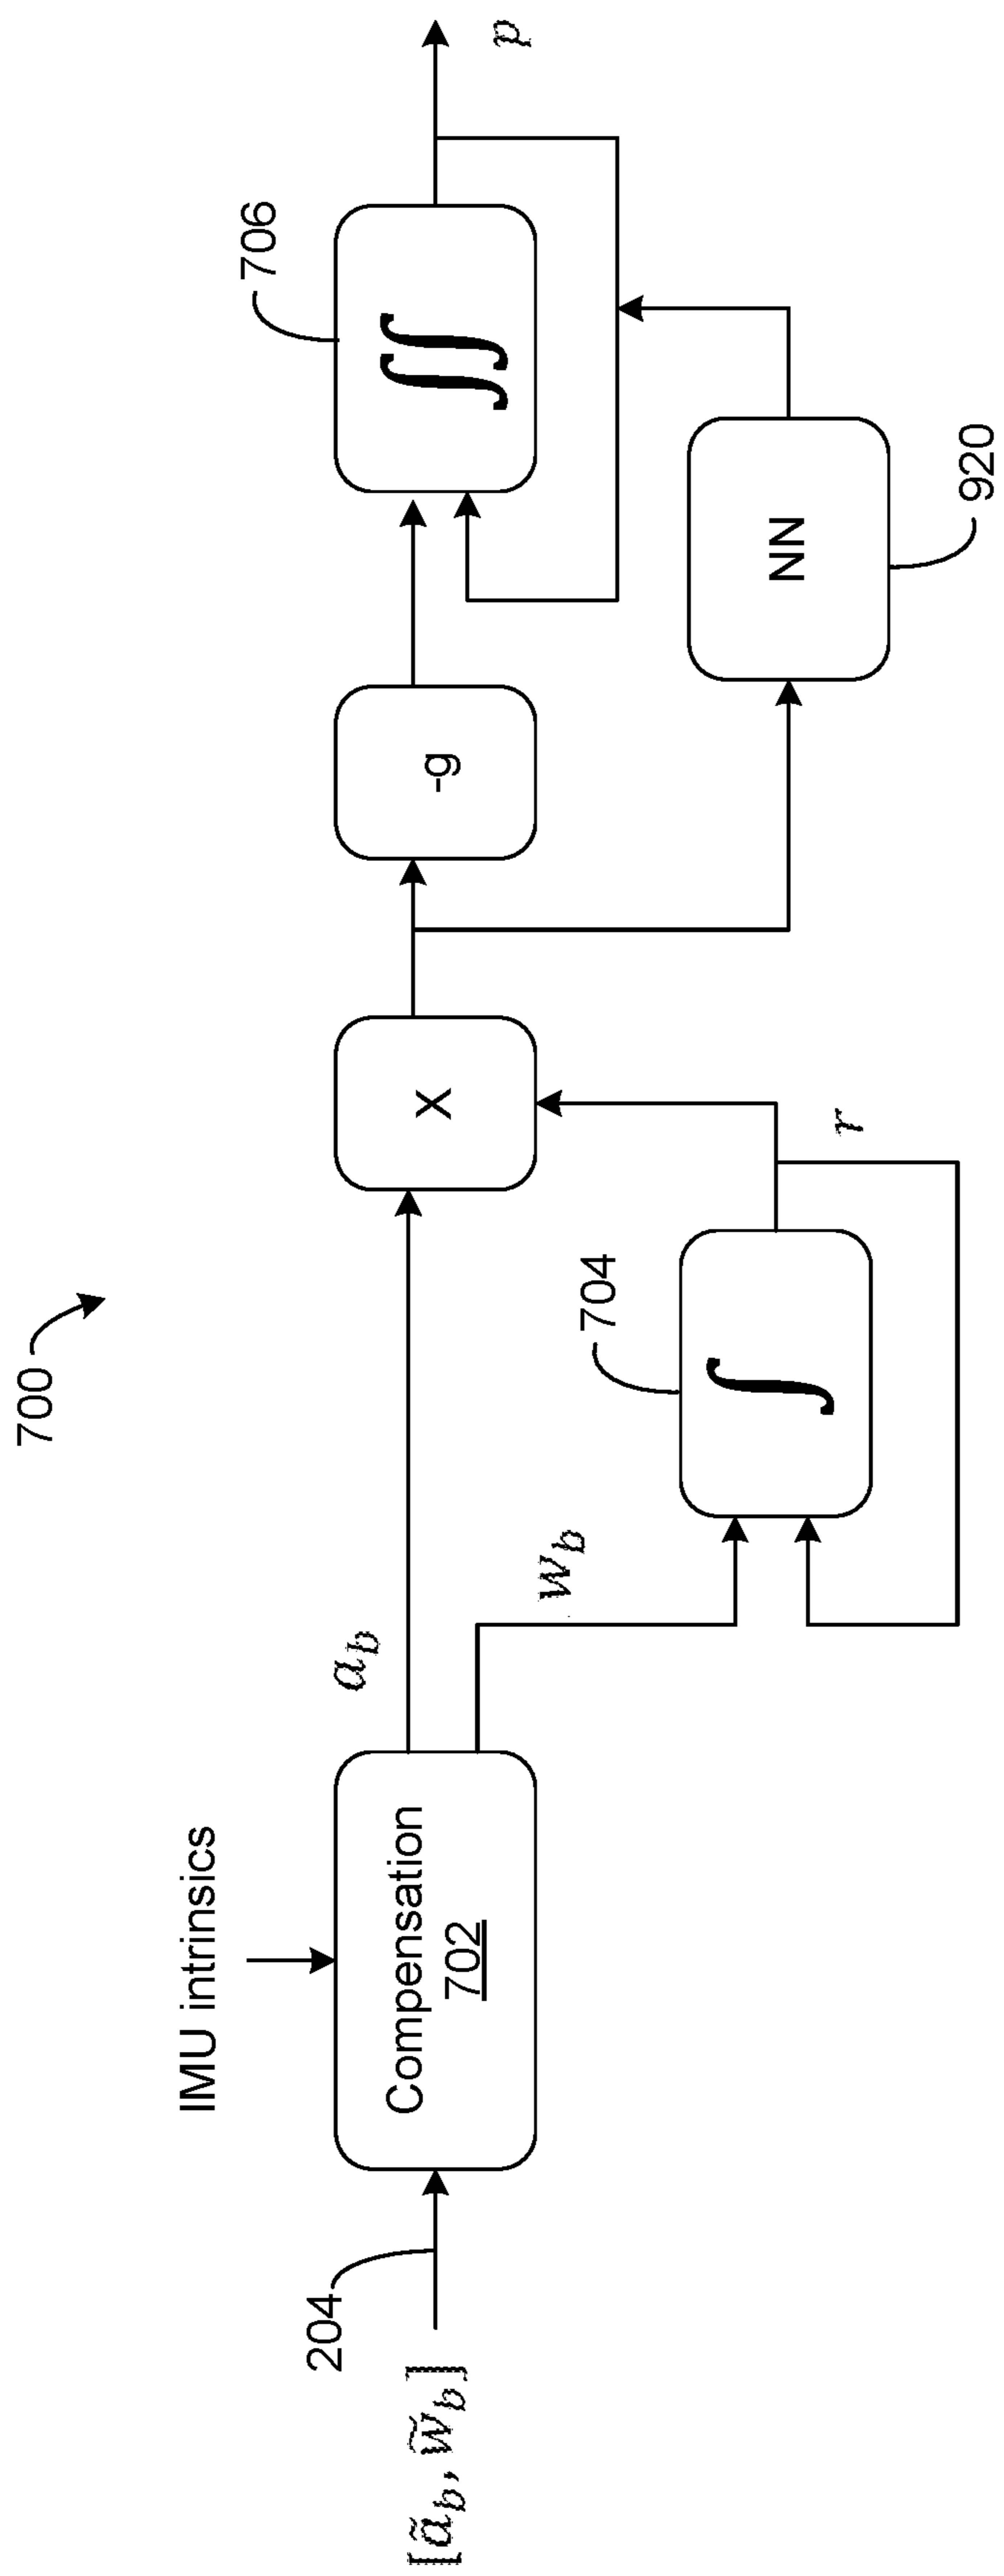 700
[ã_b, w̃_b]
204
IMU intrinsics
Compensation
702
a_b
w_b
∫
704
r
X
-g
NN
920
∬
706
p